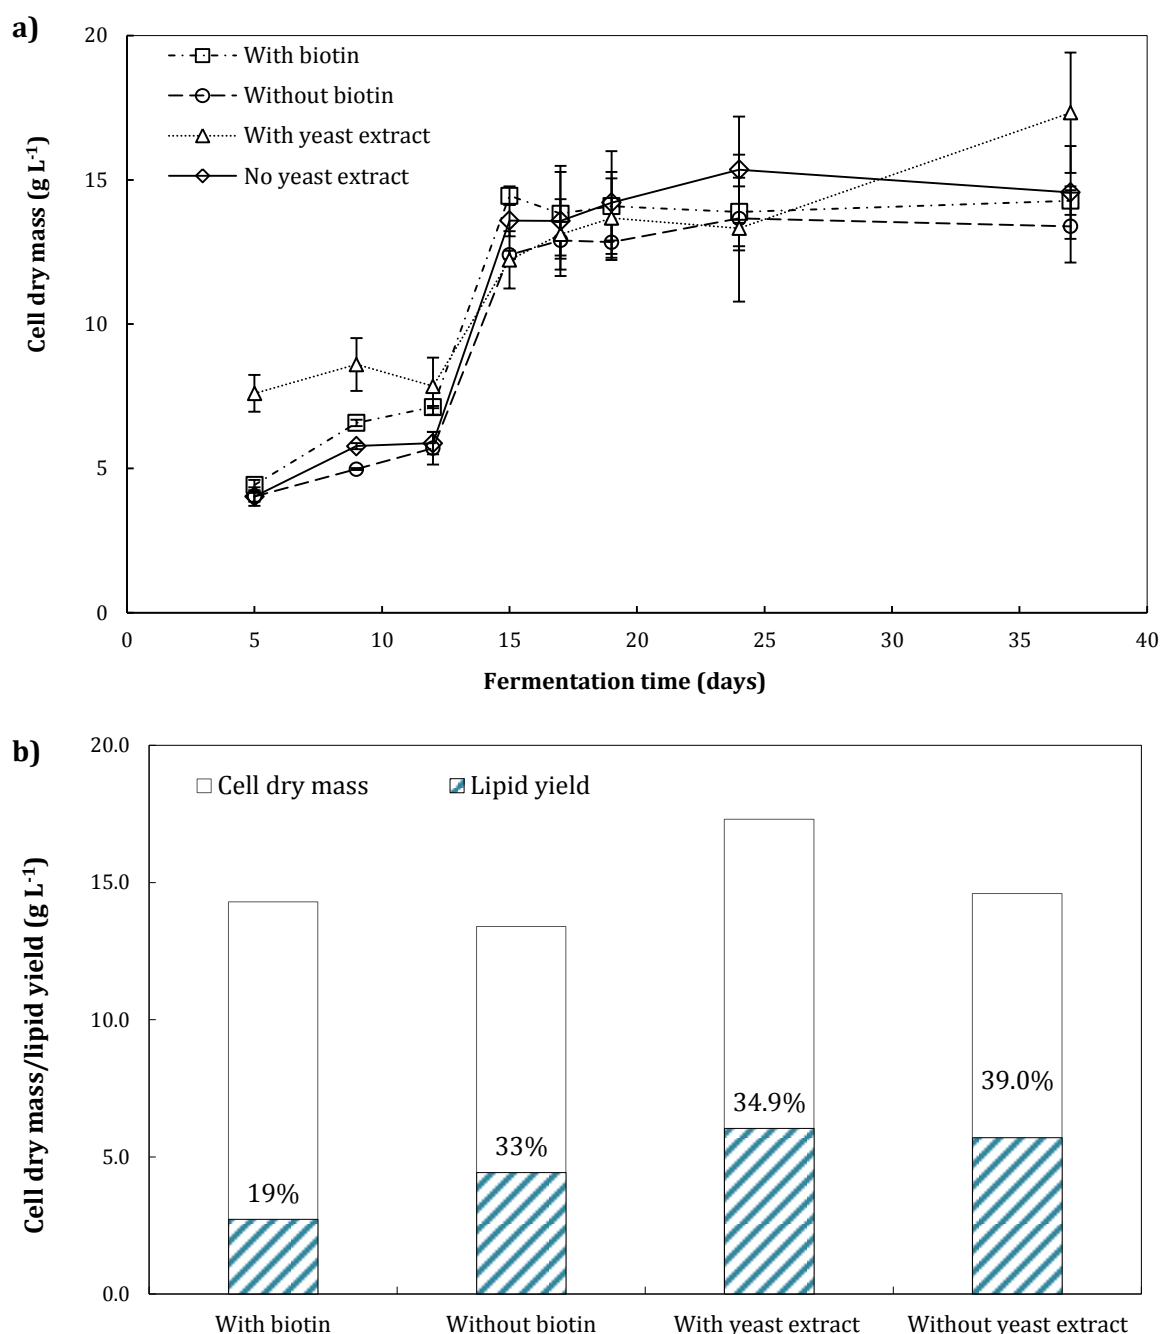 a)
20
15
10
5
0
With biotin
Without biotin
With yeast extract
No yeast extract
Cell dry mass (g L-1)
0 5 10 15 20 25 30 35 40
Fermentation time (days)
b)
20.0
15.0
10.0
5.0
0.0
Cell dry mass Lipid yield
Cell dry mass/lipid yield (g L-1)
19%
33%
34.9%
39.0%
With biotin Without biotin With yeast extract Without yeast extract